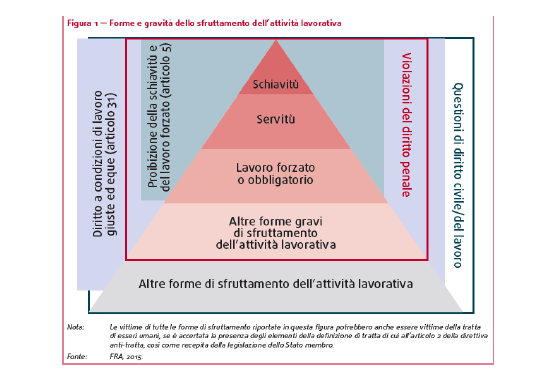 Figura 1 — Forme e gravità dello sfruttamento dell'attività lavorativa
Diritto a condizioni di lavoro
giuste ed eque (articolo 31)
Proibizione della schiavitù e
del lavoro forzato (articolo 5)
Schiavitù
Servitù
Lavoro forzato
o obbligatorio
Altre forme gravi
di sfruttamento
dell'attività lavorativa
Altre forme di sfruttamento dell'attività lavorativa
Violazioni del diritto penale
Questioni di diritto civile/del lavoro
Nota: Le vittime di tutte le forme di sfruttamento riportate in questa figura potrebbero anche essere vittime della tratta
di esseri umani, se è accertata la presenza degli elementi della definizione di tratta di cui all'articolo 2 della direttiva
anti-tratta, così come recepita dalla legislazione dello Stato membro.
Fonte: FRA, 2015.